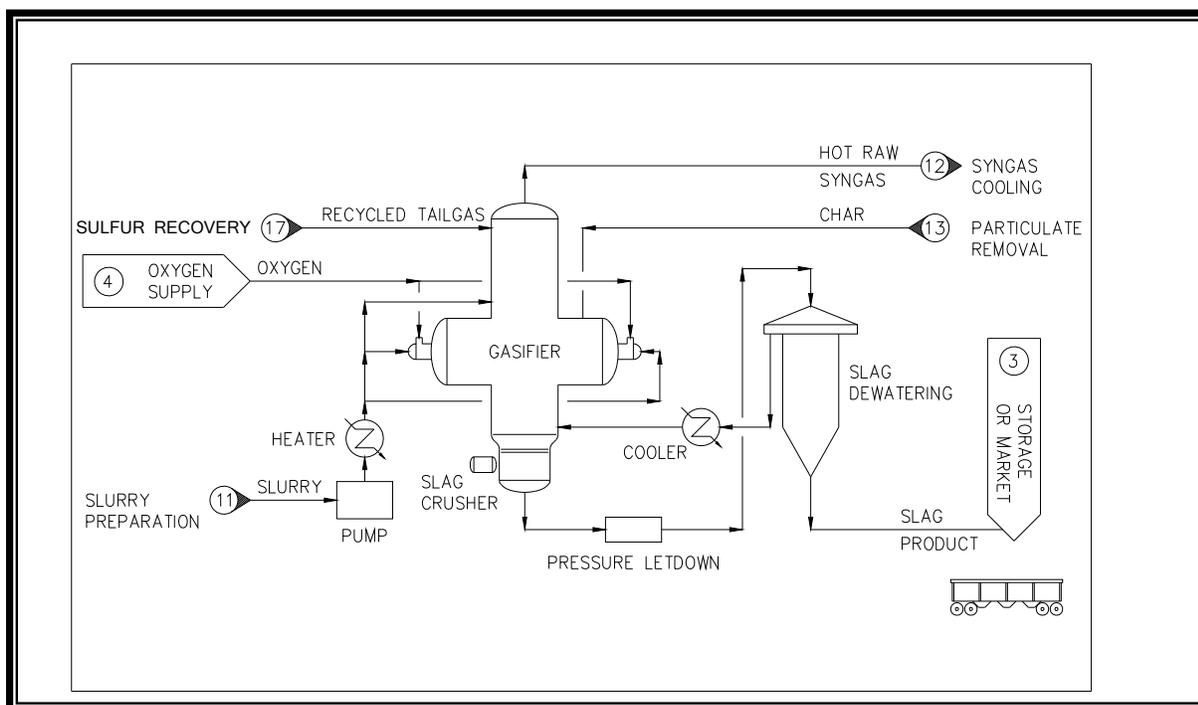 HOT RAW
SYNGAS
12
SYNGAS
COOLING
SULFUR RECOVERY
17
RECYCLED TAILGAS
CHAR
13
PARTICULATE
REMOVAL
4
OXYGEN
SUPPLY
OXYGEN
GASIFIER
SLAG
DEWATERING
3
STORAGE
OR MARKET
HEATER
COOLER
SLURRY
PREPARATION
11
SLURRY
PUMP
SLAG
CRUSHER
PRESSURE LETDOWN
SLAG
PRODUCT